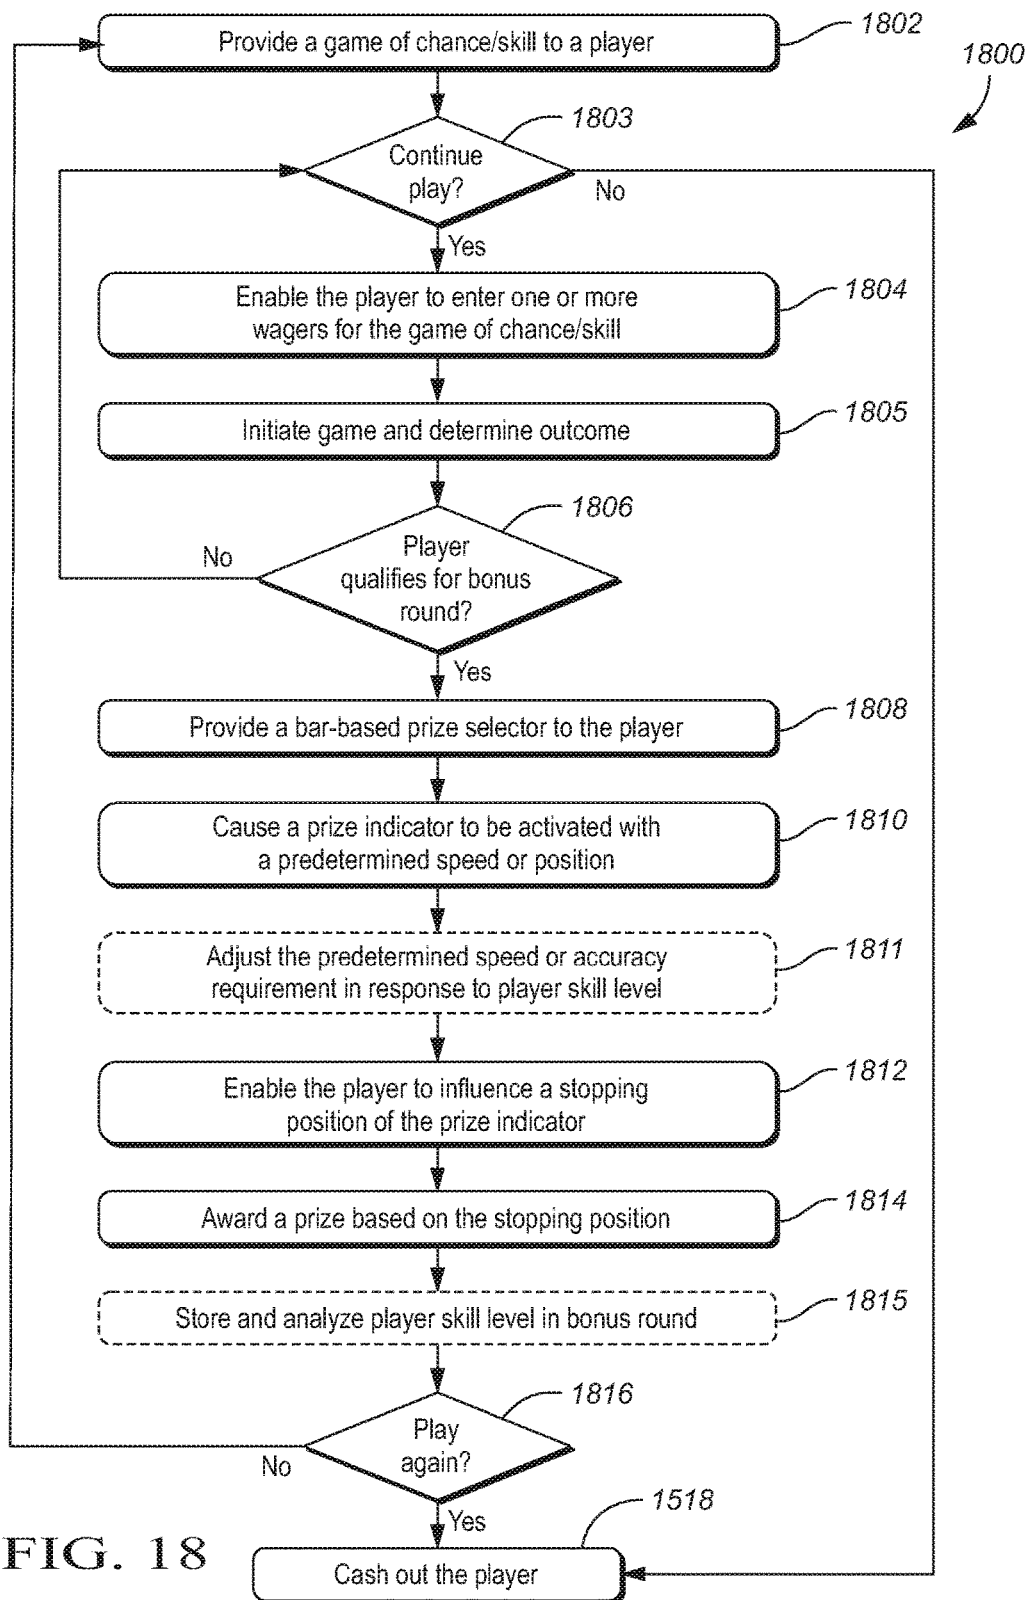 Provide a game of chance/skill to a player
1802
1800
1803
Continue
play?
No
Yes
Enable the player to enter one or more
wagers for the game of chance/skill
1804
Initiate game and determine outcome
1805
1806
Player
qualifies for bonus
round?
No
Yes
Provide a bar-based prize selector to the player
1808
Cause a prize indicator to be activated with
a predetermined speed or position
1810
Adjust the predetermined speed or accuracy
requirement in response to player skill level
1811
Enable the player to influence a stopping
position of the prize indicator
1812
Award a prize based on the stopping position
1814
Store and analyze player skill level in bonus round
1815
1816
Play
again?
No
Yes
1518
Cash out the player
FIG. 18